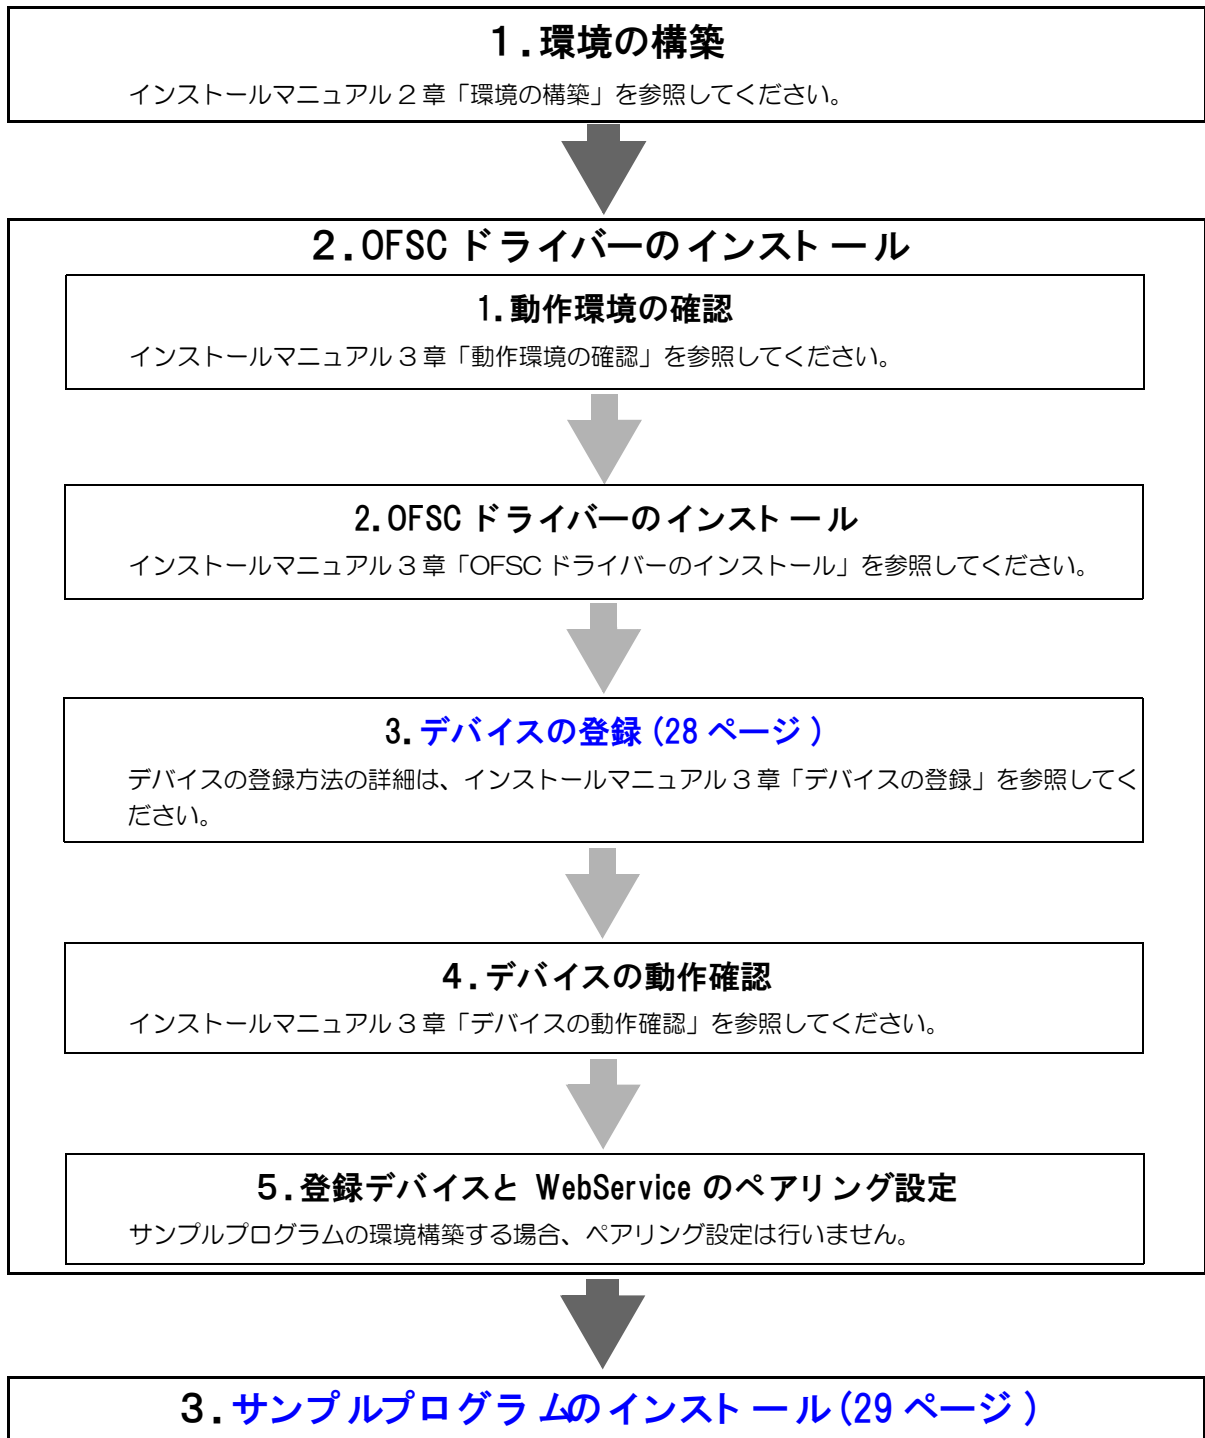 １.環境の構築
インストールマニュアル２章「環境の構築」を参照してください。
２.OFSC ドライバーのインストール
1.動作環境の確認
インストールマニュアル３章「動作環境の確認」を参照してください。
2.OFSC ドライバーのインストール
インストールマニュアル３章「OFSC ドライバーのインストール」を参照してください。
3.デバイスの登録 (28 ページ )
デバイスの登録方法の詳細は、インストールマニュアル３章「デバイスの登録」を参照してく
ださい。
４.デバイスの動作確認
インストールマニュアル３章「デバイスの動作確認」を参照してください。
５.登録デバイスと WebService のペアリング設定
サンプルプログラムの環境構築する場合、ペアリング設定は行いません。
３.サンプルプログラムのインストール (29 ページ )